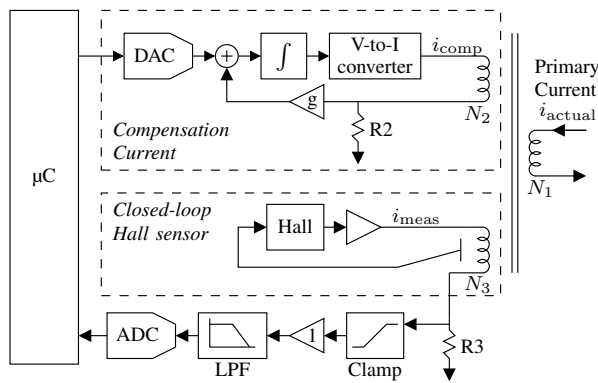 μC
DAC
+
∫
V-to-I
converter
i_comp
g
R2
N_2
Compensation
Current
Primary
Current
i_actual
N_1
Closed-loop
Hall sensor
Hall
i_meas
N_3
ADC
LPF
1
Clamp
R3